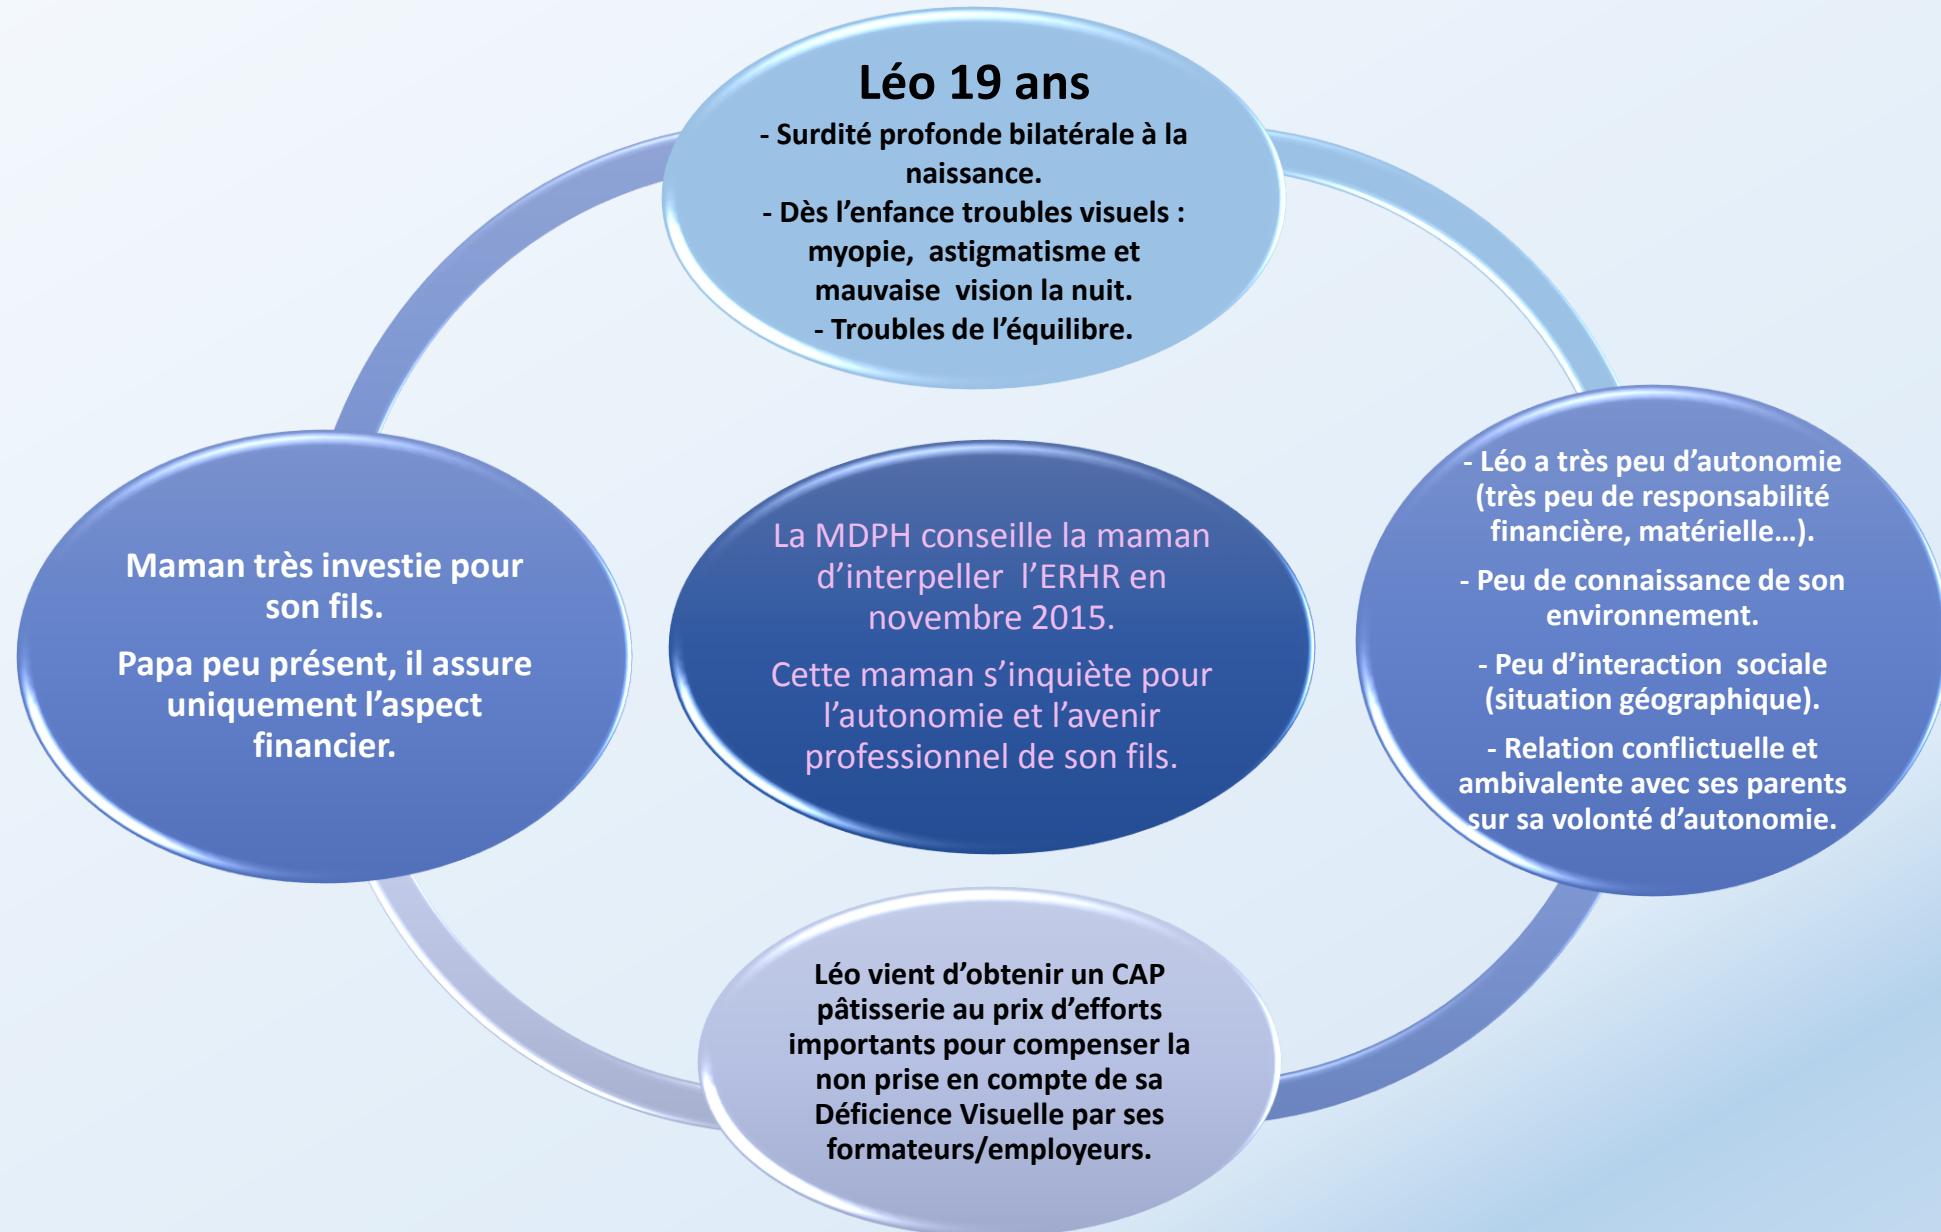 Léo 19 ans
- Surdité profonde bilatérale à la
naissance.
- Dès l’enfance troubles visuels :
myopie, astigmatisme et
mauvaise vision la nuit.
- Troubles de l’équilibre.
- Léo a très peu d’autonomie
(très peu de responsabilité
financière, matérielle…).
- Peu de connaissance de son
environnement.
- Peu d’interaction sociale
(situation géographique).
- Relation conflictuelle et
ambivalente avec ses parents
sur sa volonté d’autonomie.
Léo vient d’obtenir un CAP
pâtisserie au prix d’efforts
importants pour compenser la
non prise en compte de sa
Déficience Visuelle par ses
formateurs/employeurs.
Maman très investie pour
son fils.
Papa peu présent, il assure
uniquement l’aspect
financier.
La MDPH conseille la maman
d’interpeller l’ERHR en
novembre 2015.
Cette maman s’inquiète pour
l’autonomie et l’avenir
professionnel de son fils.